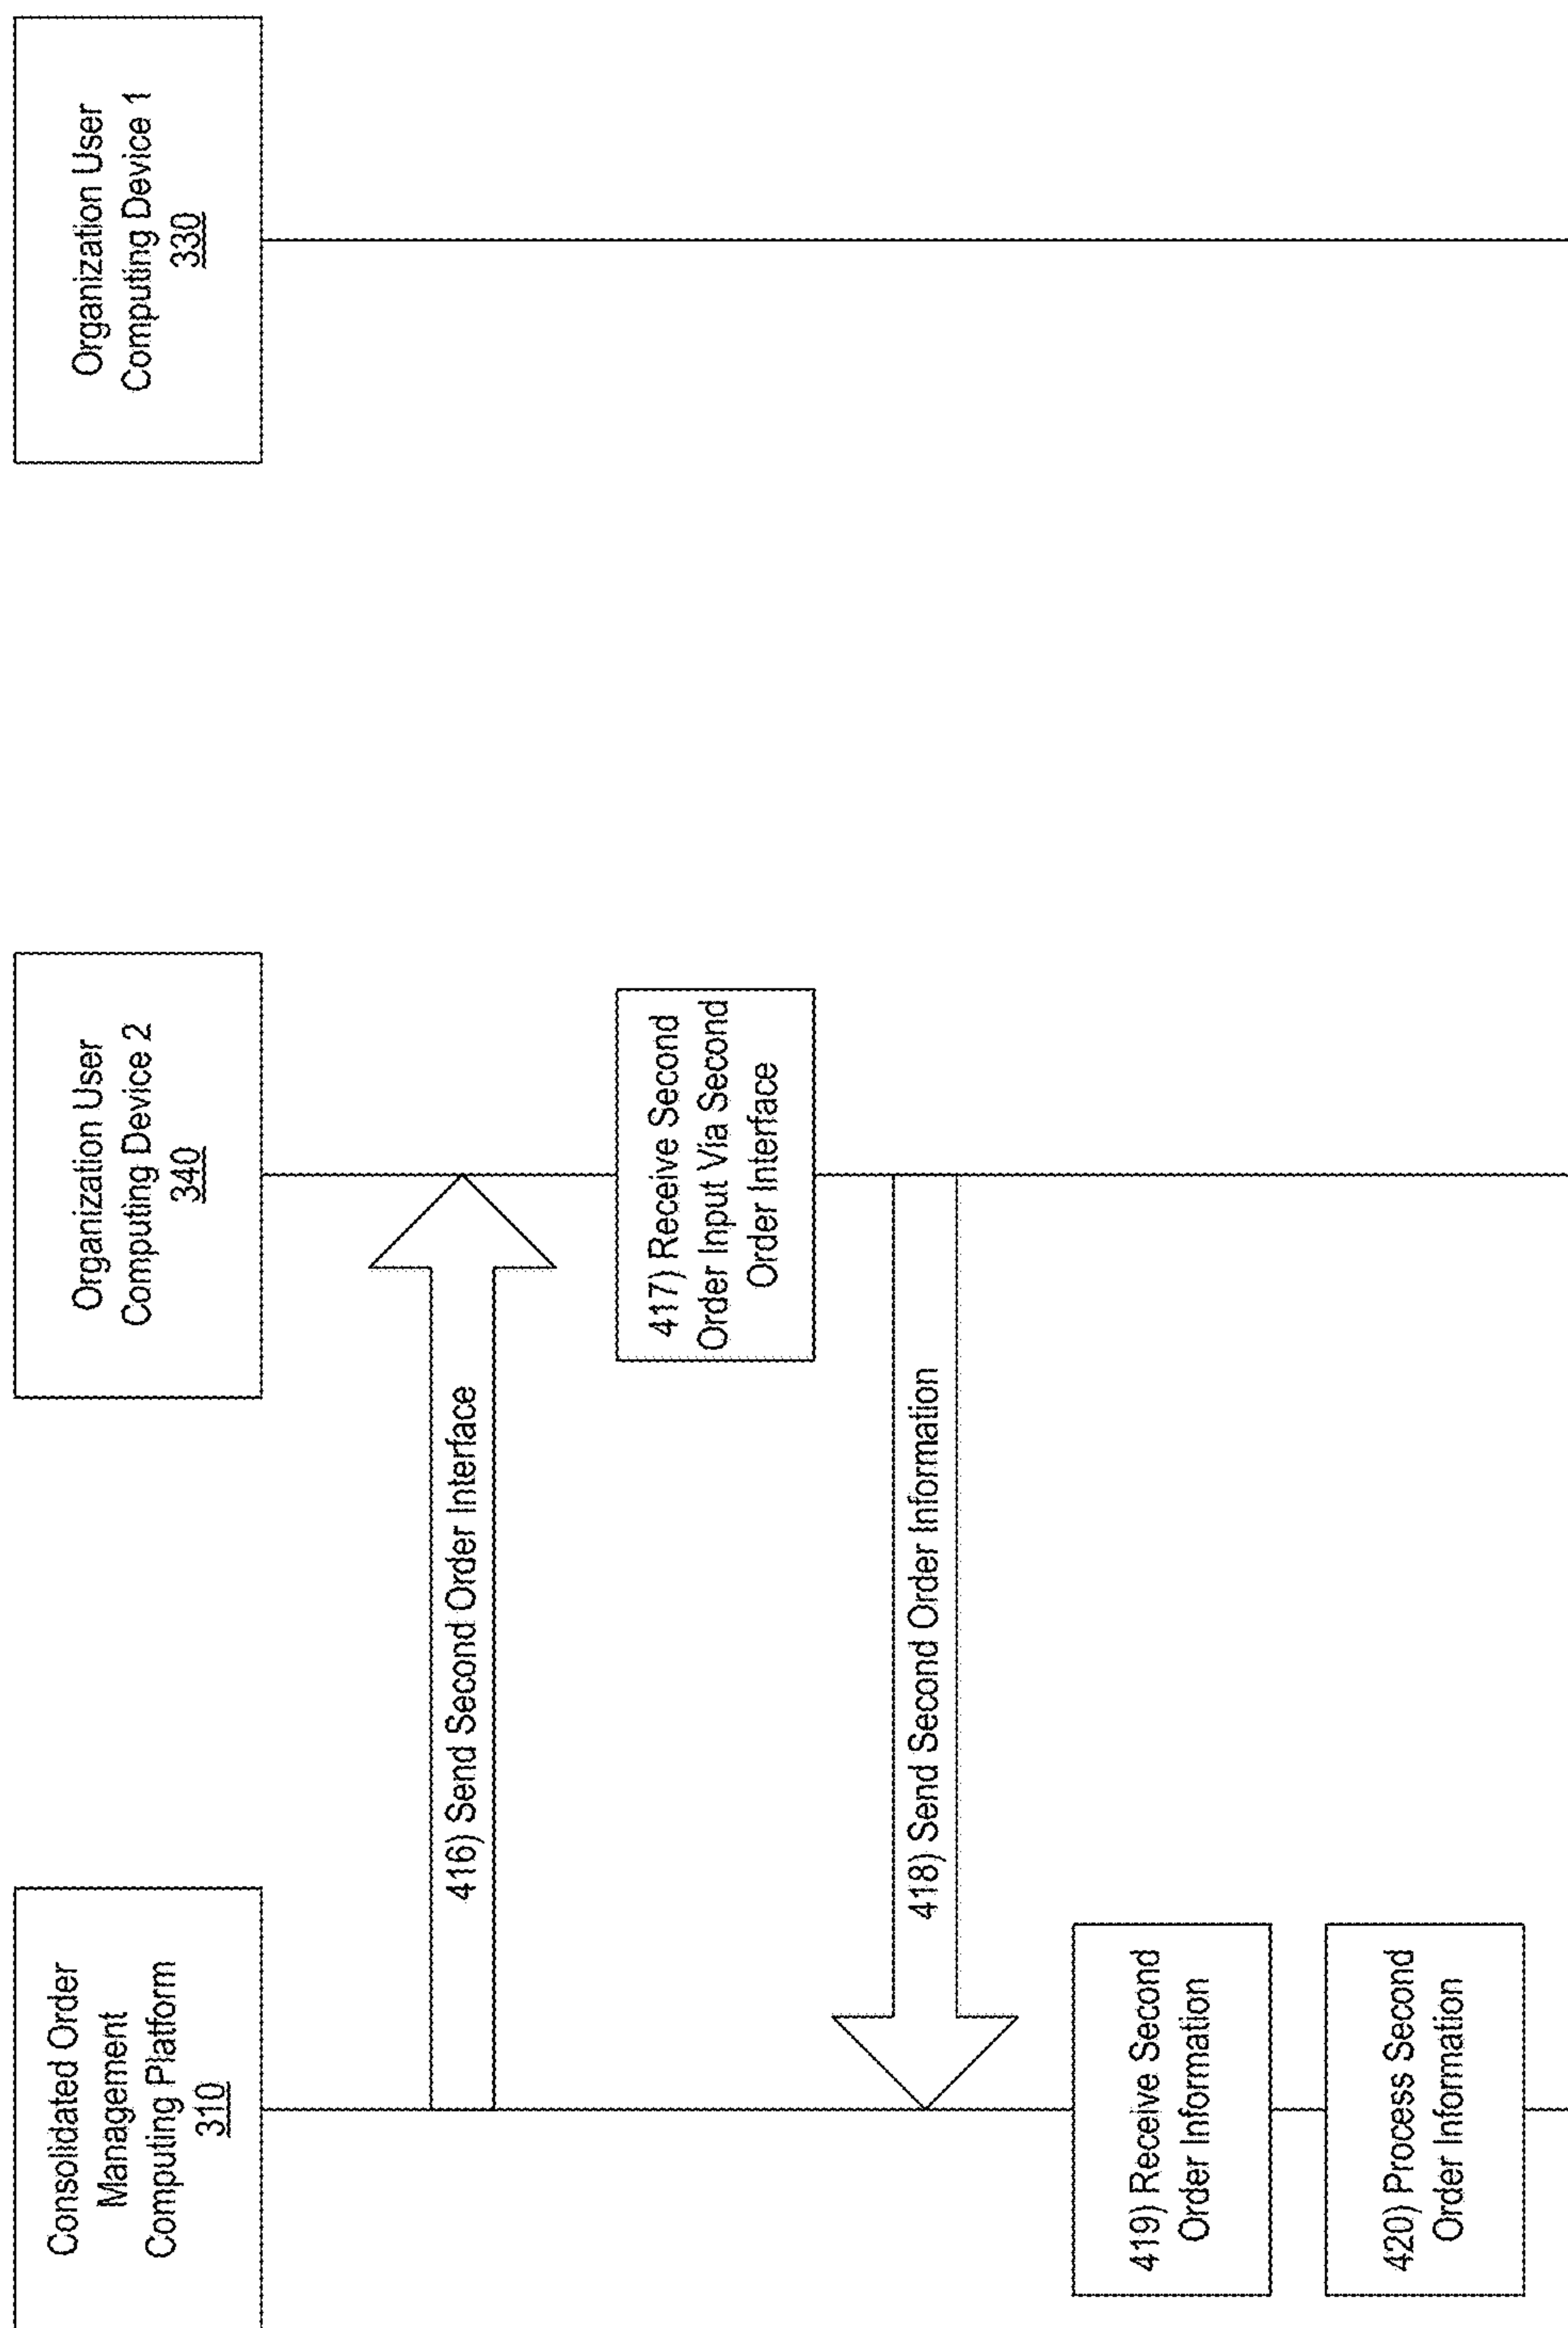 Consolidated Order
Management
Computing Platform
310
Organization User
Computing Device 2
340
Organization User
Computing Device 1
330
416) Send Second Order Interface
417) Receive Second
Order Input Via Second
Order Interface
418) Send Second Order Information
419) Receive Second
Order Information
420) Process Second
Order Information